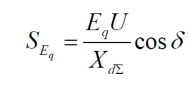 S_{E_q} = \frac{E_q U}{X_{d\Sigma}} \cos \delta